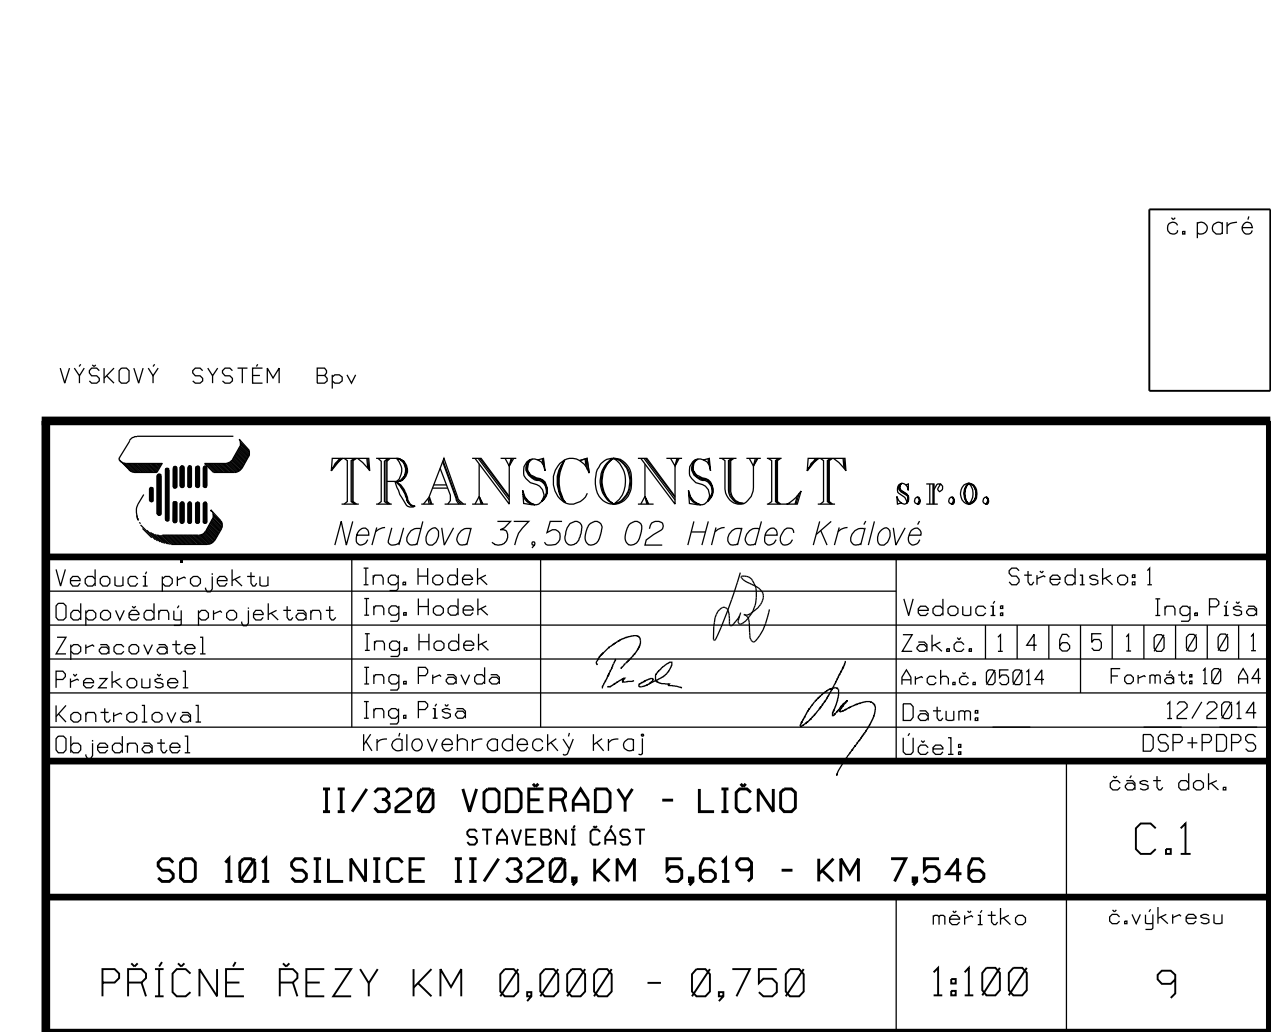 č. paré
VÝŠKOVÝ SYSTÉM Bpv
TRANSCONSULT s.r.o.
Nerudova 37,500 02 Hradec Králové
Vedoucí projektu Ing. Hodek Středisko: 1
Odpovědný projektant Ing. Hodek Vedoucí: Ing. Píša
Zpracovatel Ing. Hodek Zak.č. 1 4 6 5 1 0 0 0 1
Přezkoušel Ing. Pravda Arch.č. 05014 Formát: 10 A4
Kontroloval Ing. Píša Datum: 12/2014
Objednatel Královehradecký kraj Účel: DSP+PDPS
II/320 VODĚRADY - LIČNO
STAVEBNÍ ČÁST
SO 101 SILNICE II/320, KM 5,619 - KM 7,546
část dok.
C.1
PŘÍČNÉ ŘEZY KM 0,000 - 0,750
měřítko
1:100
č.výkresu
9